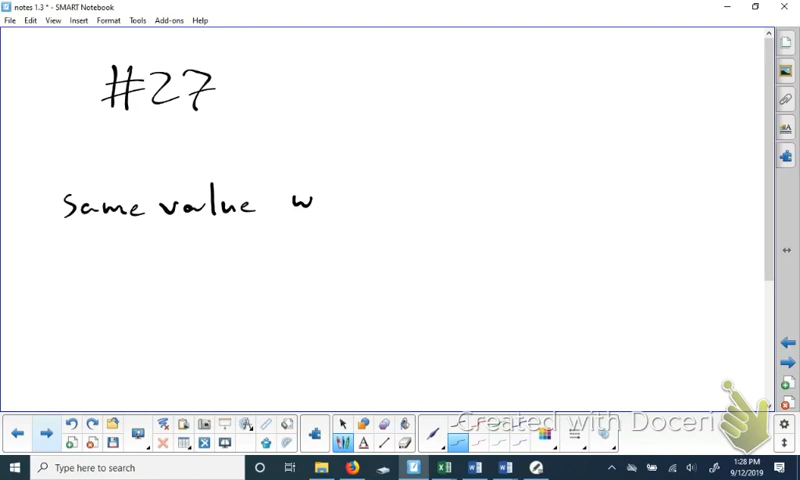 notes 1.3 * - SMART Notebook
File Edit View Insert Format Tools Add-ons Help
#27
same value w
Created with Doceri
Type here to search
1:28 PM
9/12/2019